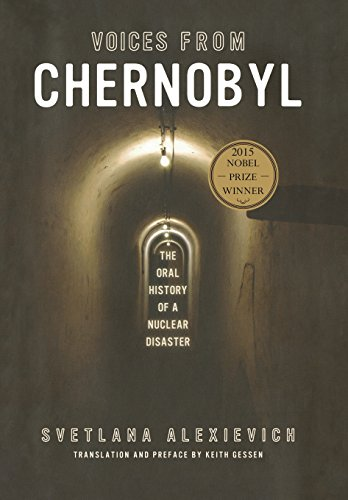 VOICES FROM
CHERNOBYL
2015
NOBEL
— PRIZE —
WINNER
THE
ORAL
HISTORY
OF A
NUCLEAR
DISASTER
SVETLANA ALEXIEVICH
TRANSLATION AND PREFACE BY KEITH GESSEN